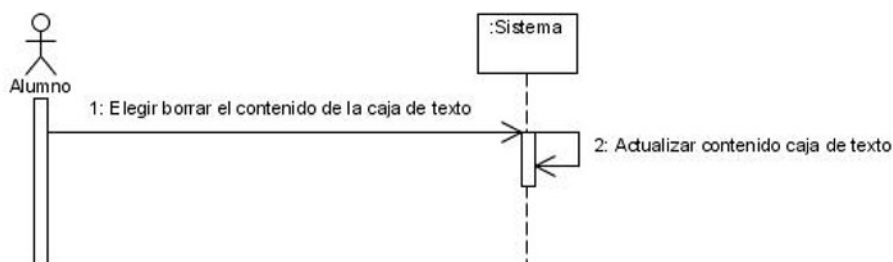 :Sistema
Alumno
1: Elegir borrar el contenido de la caja de texto
2: Actualizar contenido caja de texto